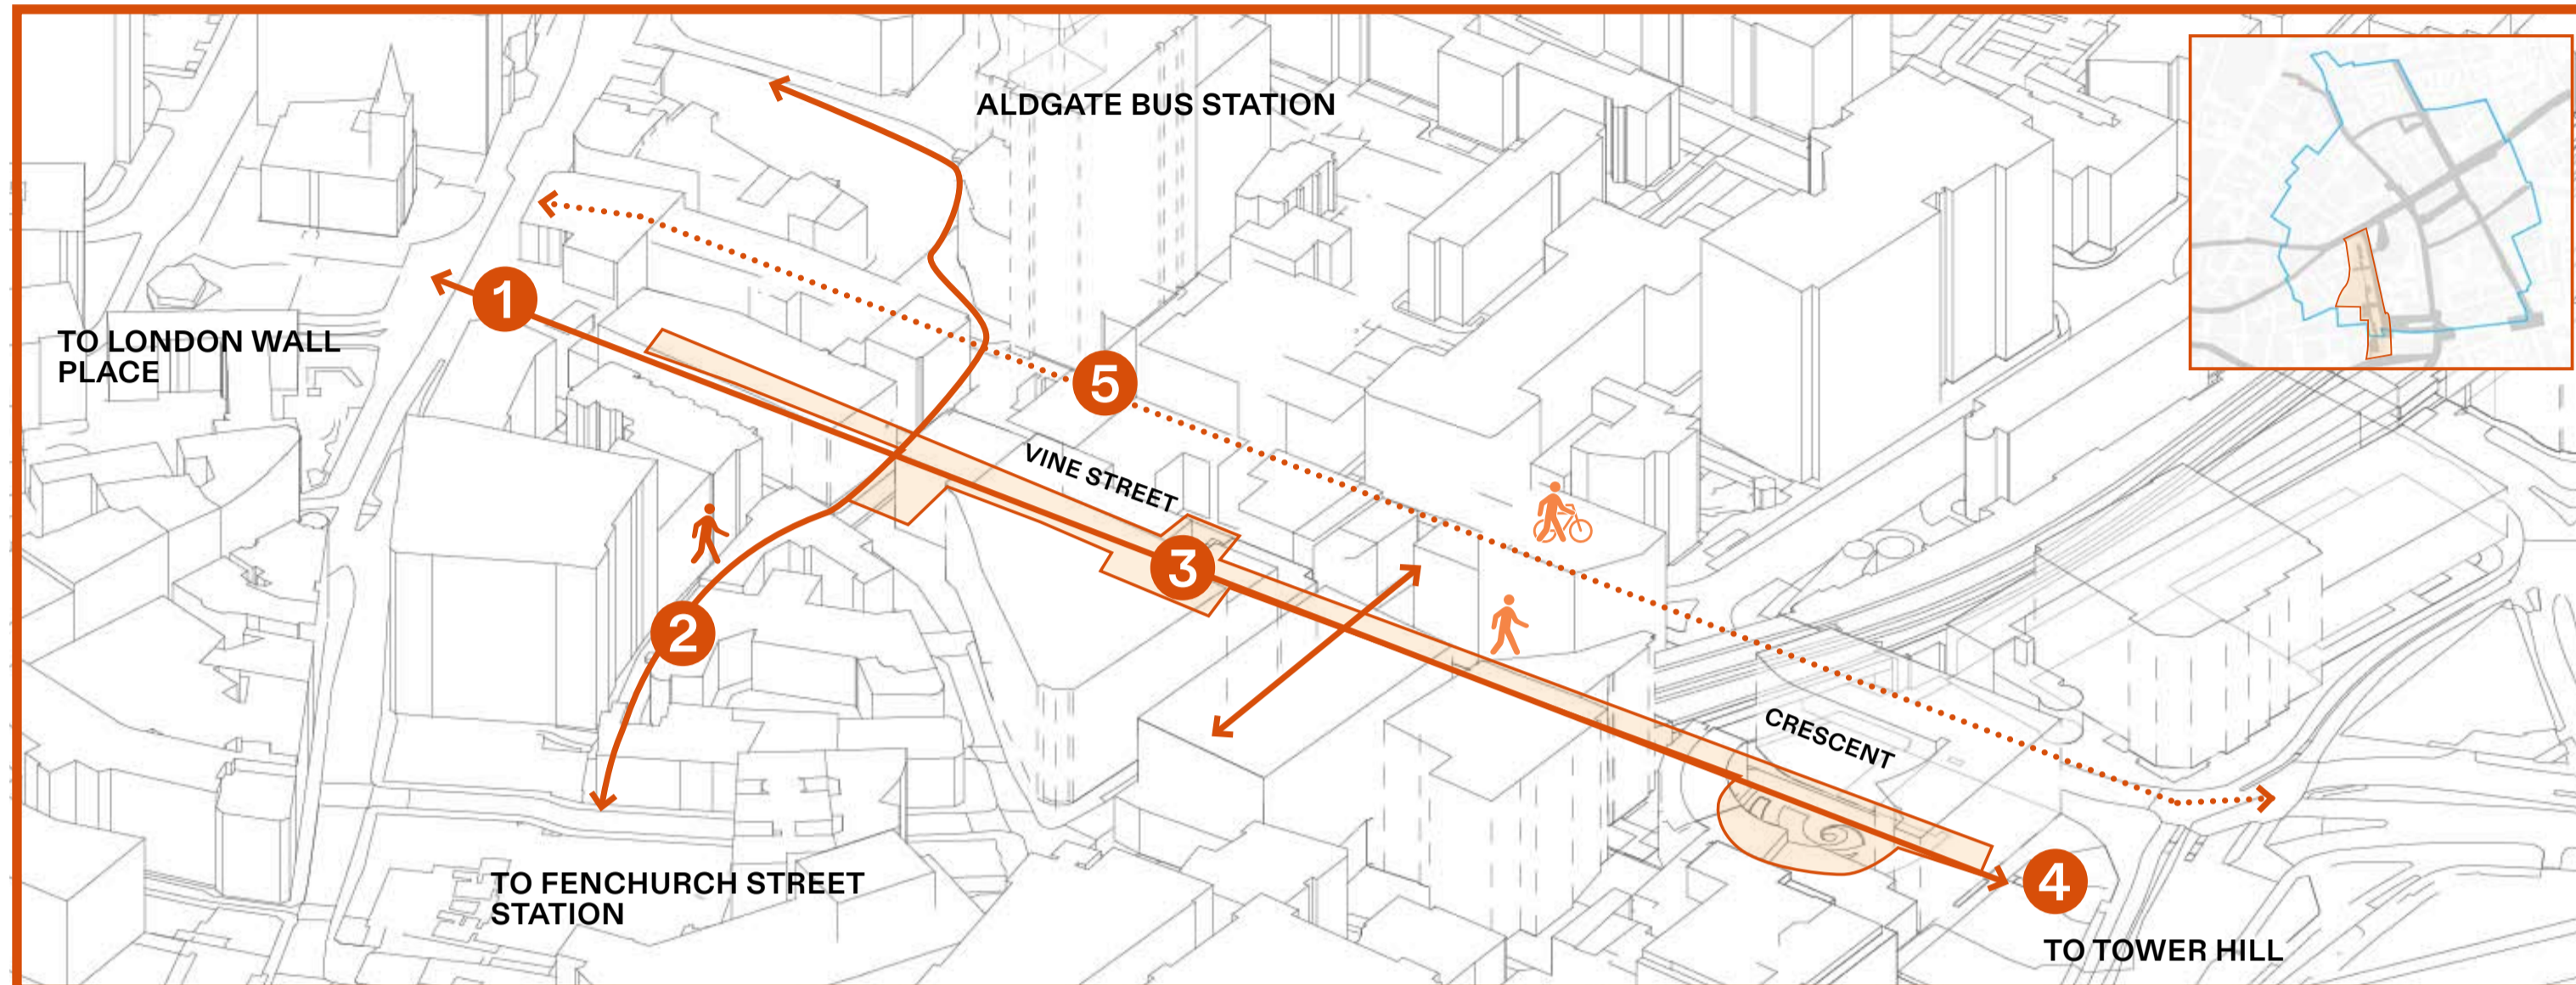 ALDGATE BUS STATION
1
TO LONDON WALL
PLACE
5
VINE STREET
3
2
CRESCENT
TO FENCHURCH STREET
STATION
4
TO TOWER HILL